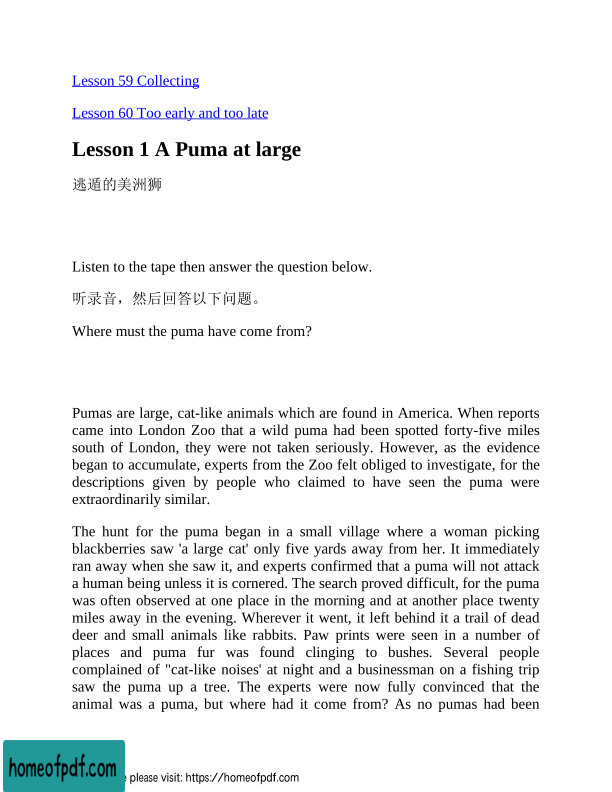 Lesson 59 Collecting
Lesson 60 Too early and too late
Lesson 1 A Puma at large
逃遁的美洲狮
Listen to the tape then answer the question below.
听录音，然后回答以下问题。
Where must the puma have come from?
Pumas are large, cat-like animals which are found in America. When reports
came into London Zoo that a wild puma had been spotted forty-five miles
south of London, they were not taken seriously. However, as the evidence
began to accumulate, experts from the Zoo felt obliged to investigate, for the
descriptions given by people who claimed to have seen the puma were
extraordinarily similar.
The hunt for the puma began in a small village where a woman picking
blackberries saw 'a large cat' only five yards away from her. It immediately
ran away when she saw it, and experts confirmed that a puma will not attack
a human being unless it is cornered. The search proved difficult, for the puma
was often observed at one place in the morning and at another place twenty
miles away in the evening. Wherever it went, it left behind it a trail of dead
deer and small animals like rabbits. Paw prints were seen in a number of
places and puma fur was found clinging to bushes. Several people
complained of "cat-like noises' at night and a businessman on a fishing trip
saw the puma up a tree. The experts were now fully convinced that the
animal was a puma, but where had it come from? As no pumas had been
homeofpdf.com
please visit: https://homeofpdf.com